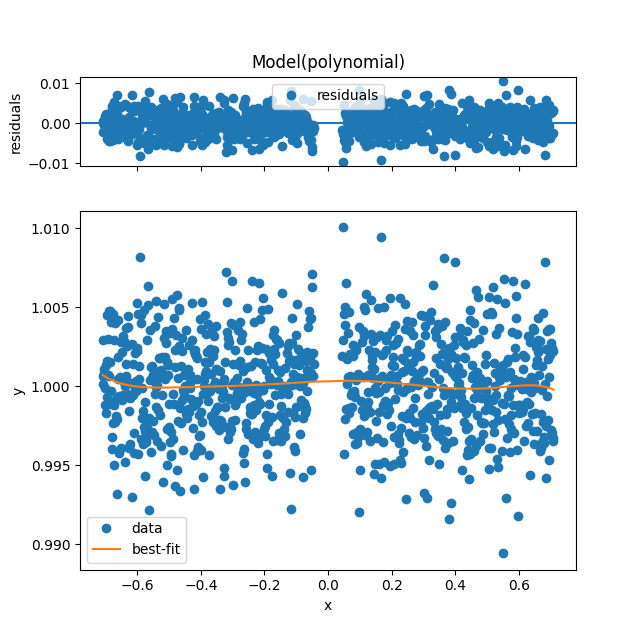 Model(polynomial)
0.01
0.00
−0.01
residuals
residuals
1.010
1.005
1.000
0.995
0.990
y
data
best-fit
−0.6 −0.4 −0.2 0.0 0.2 0.4 0.6
x